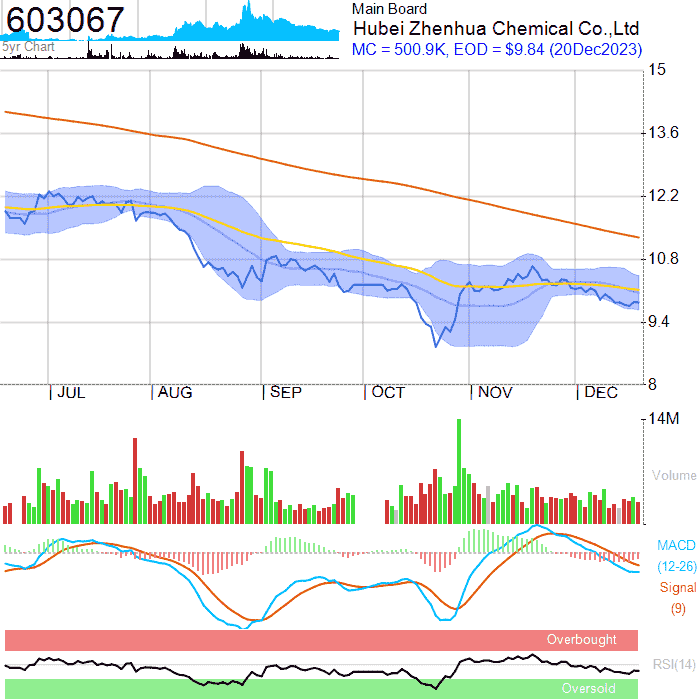 603067
5yr Chart
Main Board
Hubei Zhenhua Chemical Co.,Ltd
MC = 500.9K, EOD = $9.84 (20Dec2023)
15
13.6
12.2
10.8
9.4
8
JUL AUG SEP OCT NOV DEC
14M
Volume
MACD
(12-26)
Signal
(9)
Overbought
RSI(14)
Oversold